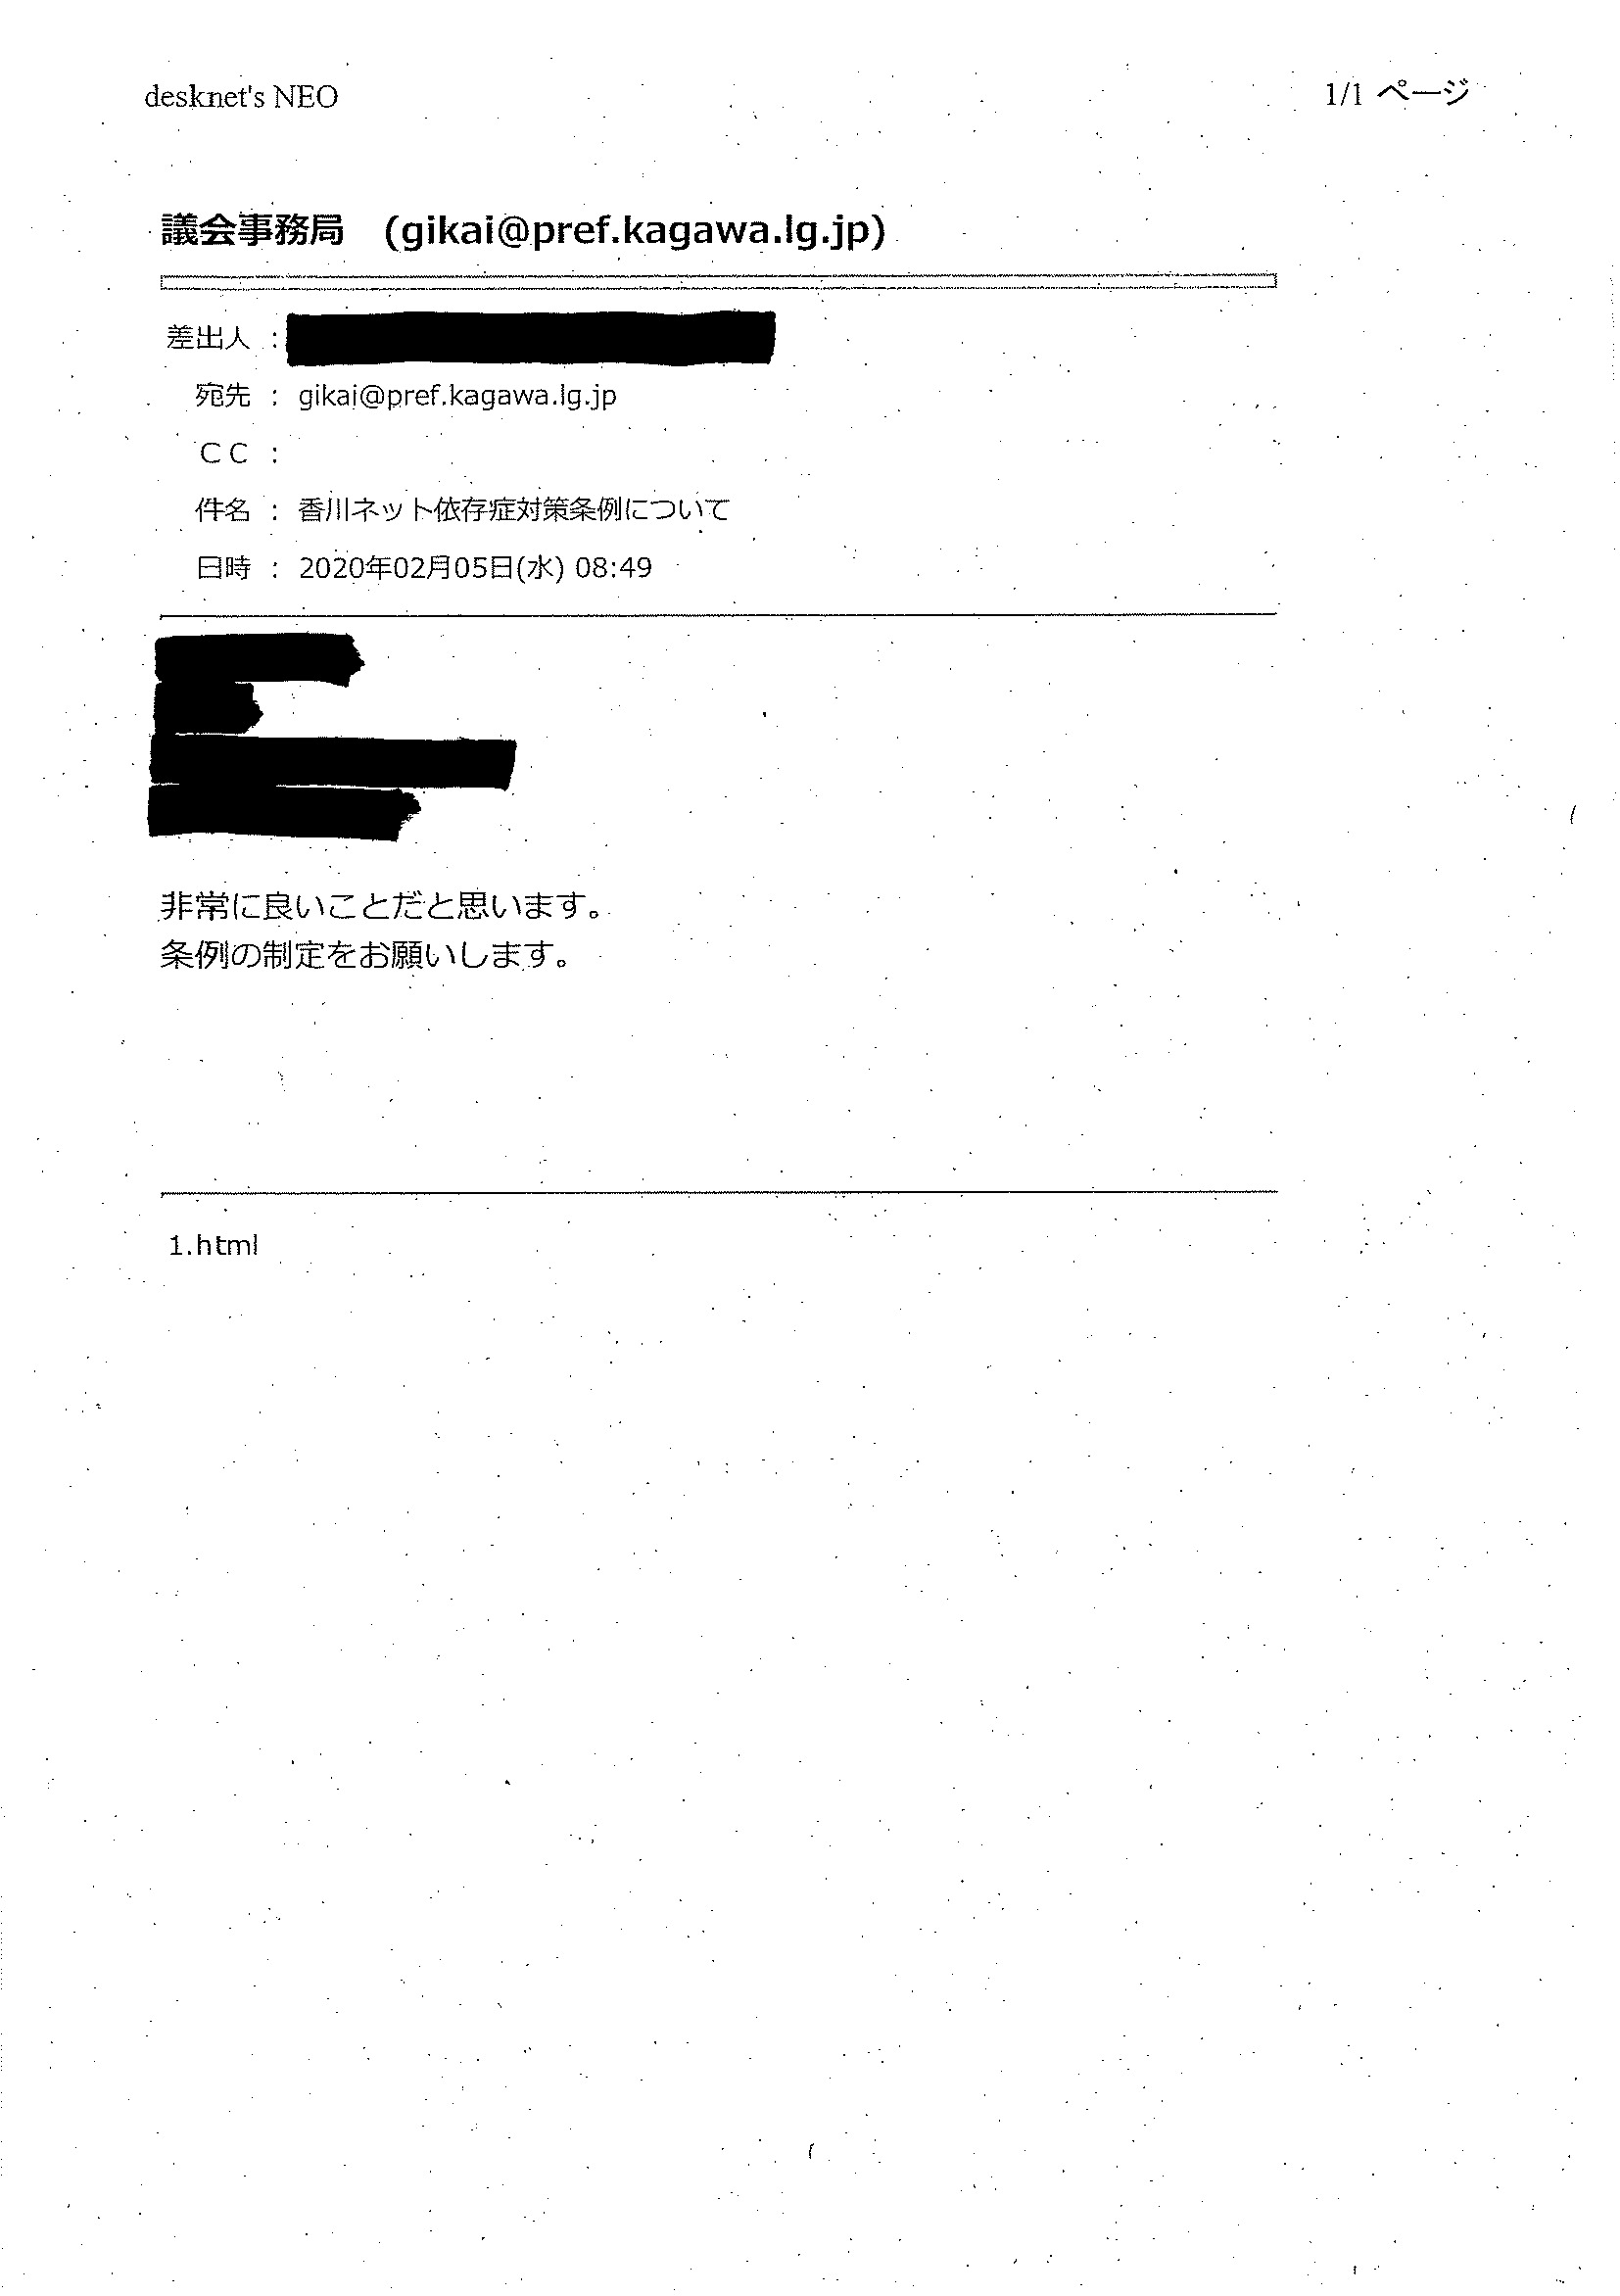 desknet's NEO
1/1 ページ
議会事務局　(gikai@pref.kagawa.lg.jp)
差出人 :
宛先 : gikai@pref.kagawa.lg.jp
ＣＣ :
件名 : 香川ネット依存症対策条例について
日時 : 2020年02月05日(水) 08:49
非常に良いことだと思います。
条例の制定をお願いします。
1.html